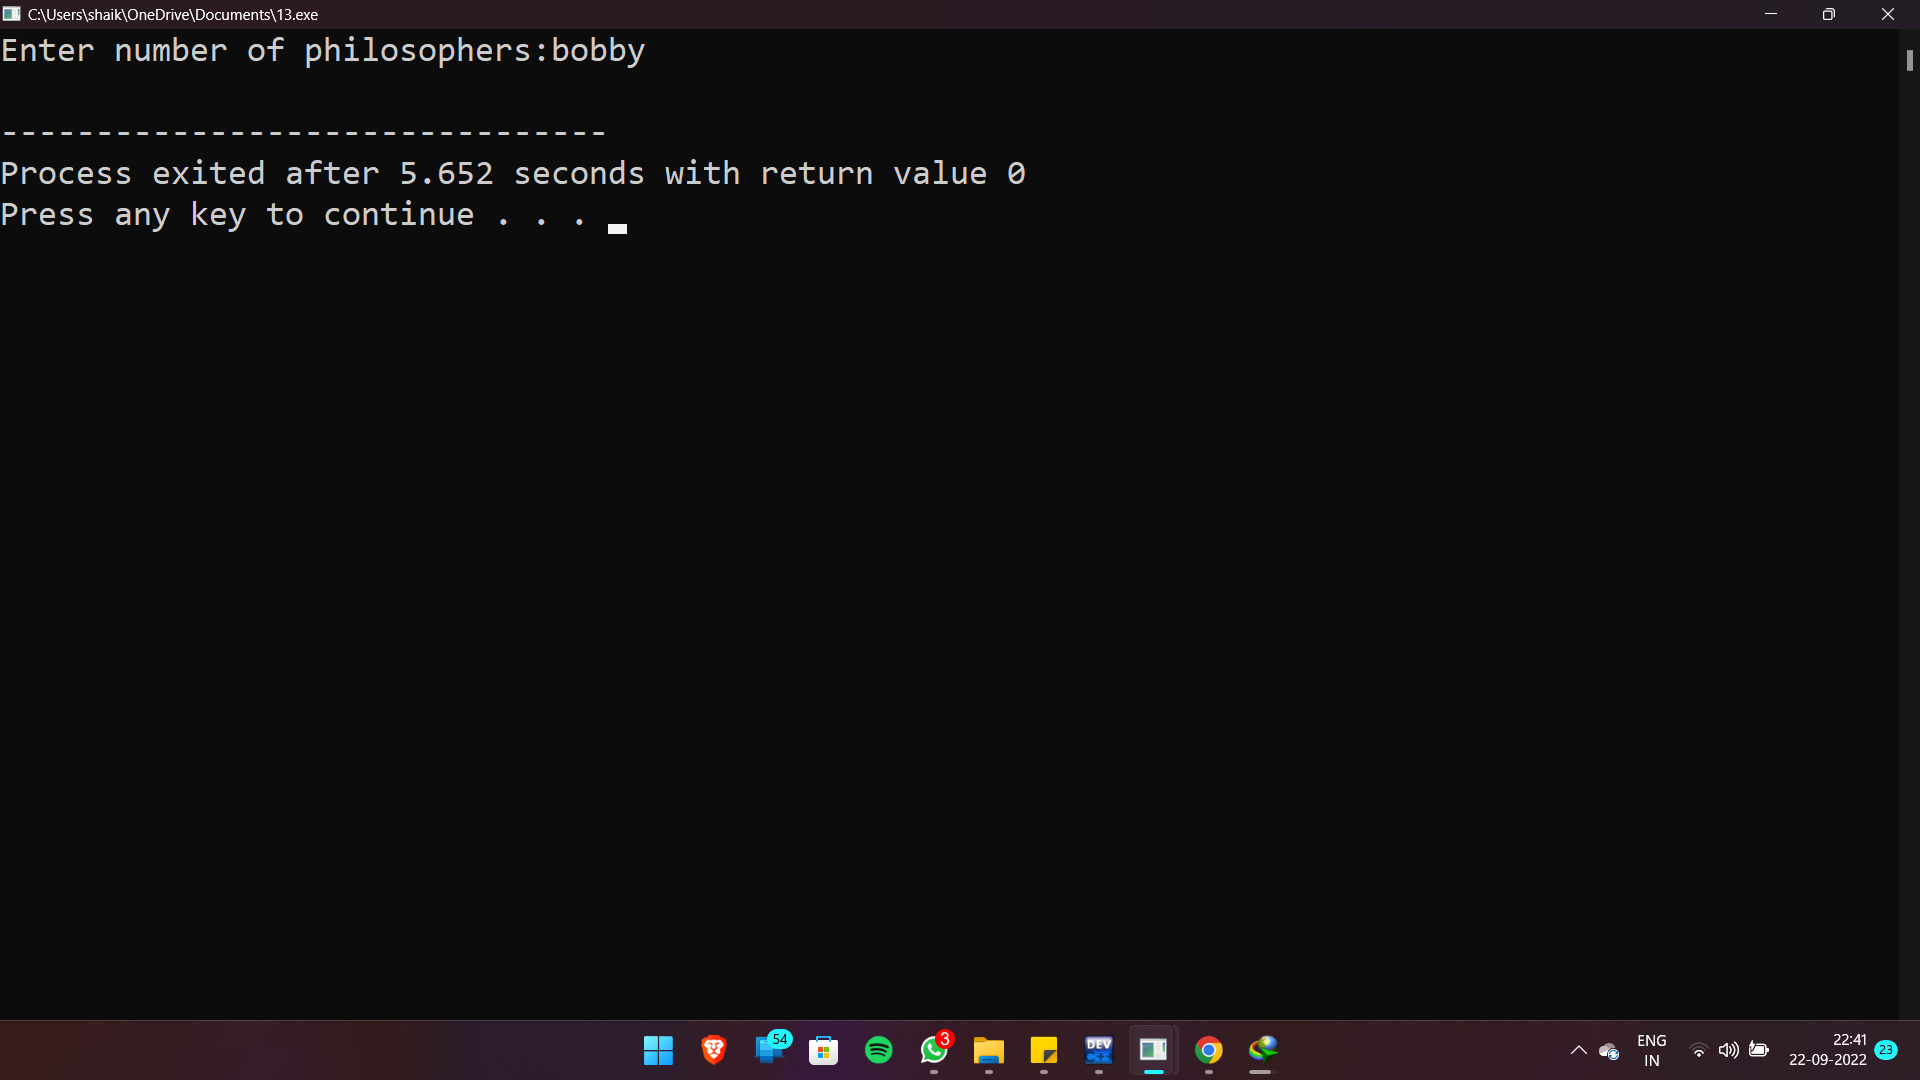 C:\Users\shaik\OneDrive\Documents\13.exe
Enter number of philosophers:bobby
--------------------------------
Process exited after 5.652 seconds with return value 0
Press any key to continue . . .
54
3
DEV
C++
ENG
IN
22:41
22-09-2022
23